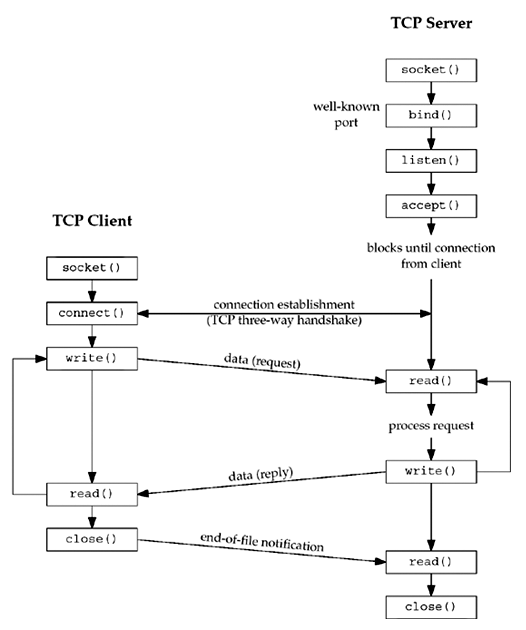 TCP Server
socket()
well-known
port
bind()
listen()
accept()
blocks until connection
from client
TCP Client
socket()
connection establishment
(TCP three-way handshake)
connect()
write()
data (request)
read()
process request
data (reply)
write()
read()
close()
end-of-file notification
read()
close()